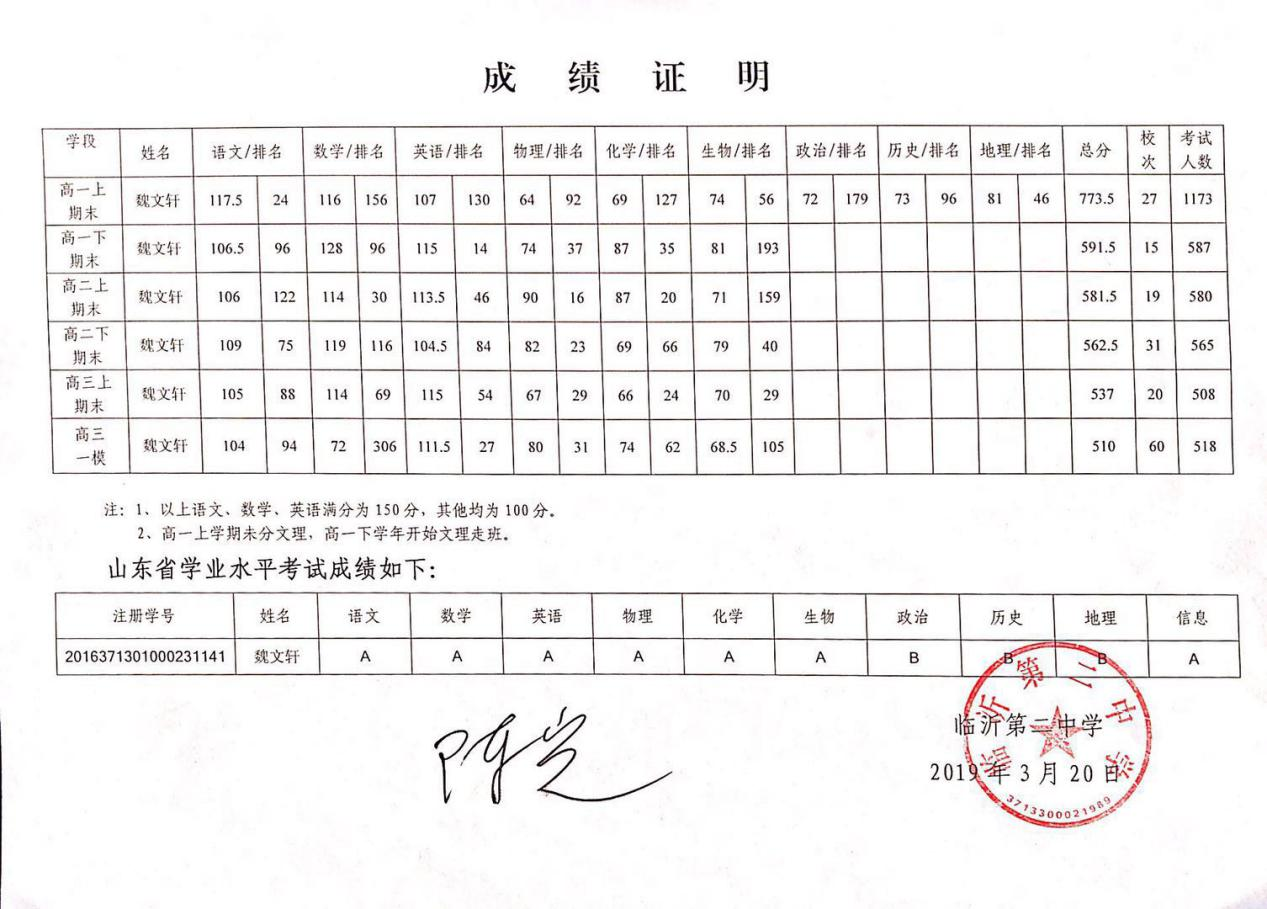 成 绩 证 明
学段 姓名 语文/排名 数学/排名 英语/排名 物理/排名 化学/排名 生物/排名 政治/排名 历史/排名 地理/排名 总分 校次 考试人数
高一上期末 魏文轩 117.5 24 116 156 107 130 64 92 69 127 74 56 72 179 73 96 81 46 773.5 27 1173
高一下期末 魏文轩 106.5 96 128 96 115 14 74 37 87 35 81 193 591.5 15 587
高二上期末 魏文轩 106 122 114 30 113.5 46 90 16 87 20 71 159 581.5 19 580
高二下期末 魏文轩 109 75 119 116 104.5 84 82 23 69 66 79 40 562.5 31 565
高三上期末 魏文轩 105 88 114 69 115 54 67 29 66 24 70 29 537 20 508
高三一模 魏文轩 104 94 72 306 111.5 27 80 31 74 62 68.5 105 510 60 518
注：1、以上语文、数学、英语满分为150分，其他均为100分。
2、高一上学期未分文理，高一下学年开始文理走班。
山东省学业水平考试成绩如下：
注册学号 姓名 语文 数学 英语 物理 化学 生物 政治 历史 地理 信息
2016371301000231141 魏文轩 A A A A A A B B B A
临沂第二中学
临沂第二中学
2019年3月20日
3713300021989